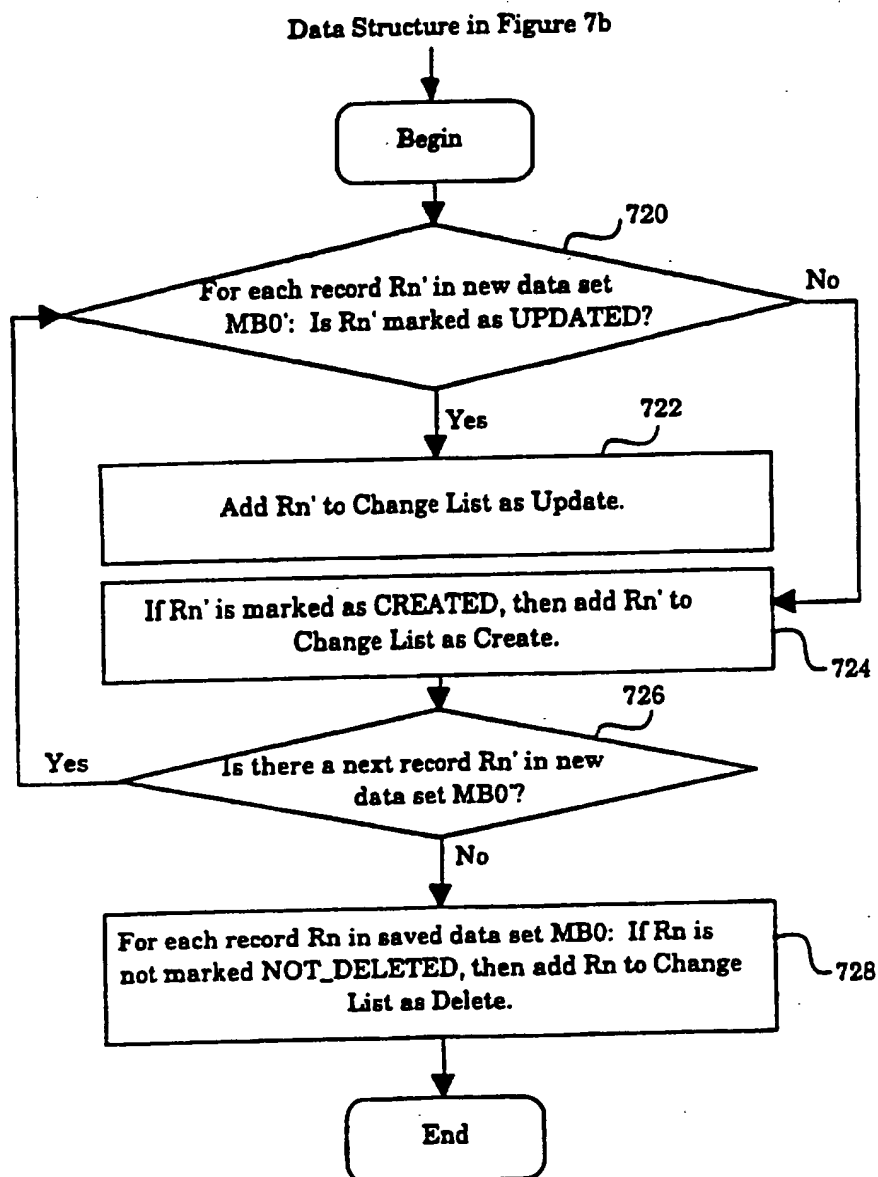 Data Structure in Figure 7b
Begin
720
For each record Rn' in new data set
MB0': Is Rn' marked as UPDATED?
No
Yes
722
Add Rn' to Change List as Update.
If Rn' is marked as CREATED, then add Rn' to
Change List as Create.
724
726
Yes
Is there a next record Rn' in new
data set MB0'?
No
For each record Rn in saved data set MB0: If Rn is
not marked NOT_DELETED, then add Rn to Change
List as Delete.
728
End